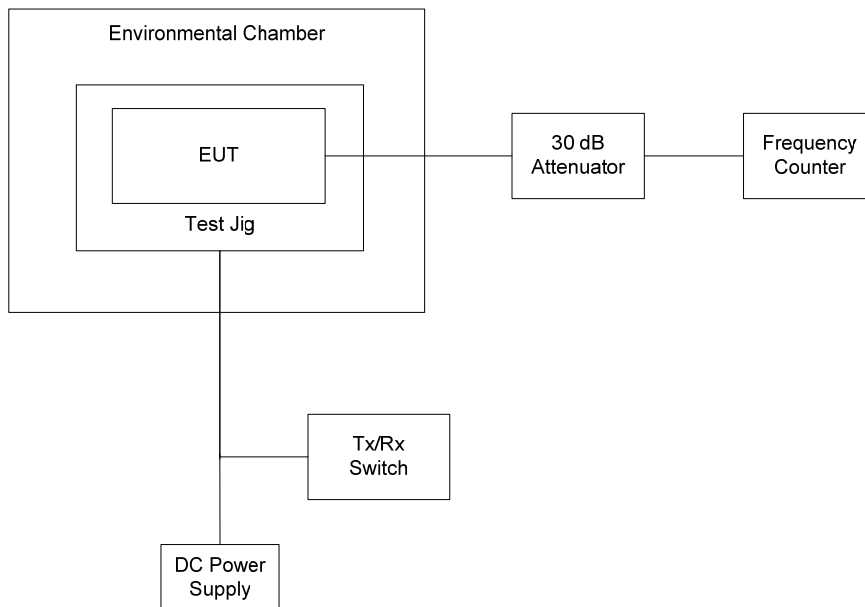 Environmental Chamber
EUT
Test Jig
30 dB
Attenuator
Frequency
Counter
Tx/Rx
Switch
DC Power
Supply